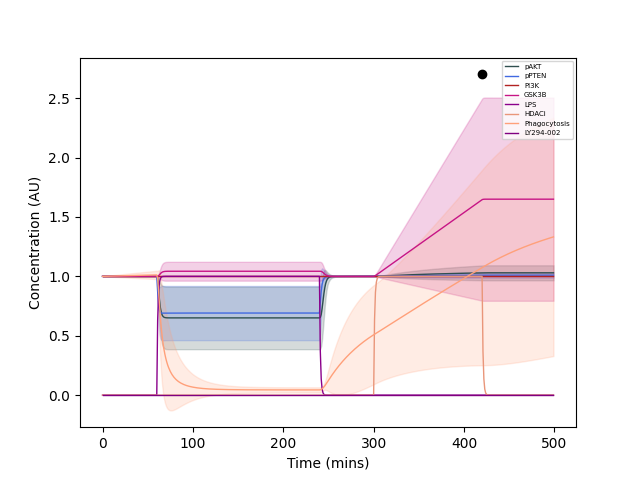 2.5
2.0
1.5
1.0
0.5
0.0
Concentration (AU)
0
100
200
300
400
500
Time (mins)
pAKT
pPTEN
PI3K
GSK3B
LPS
HDACi
Phagocytosis
LY294-002